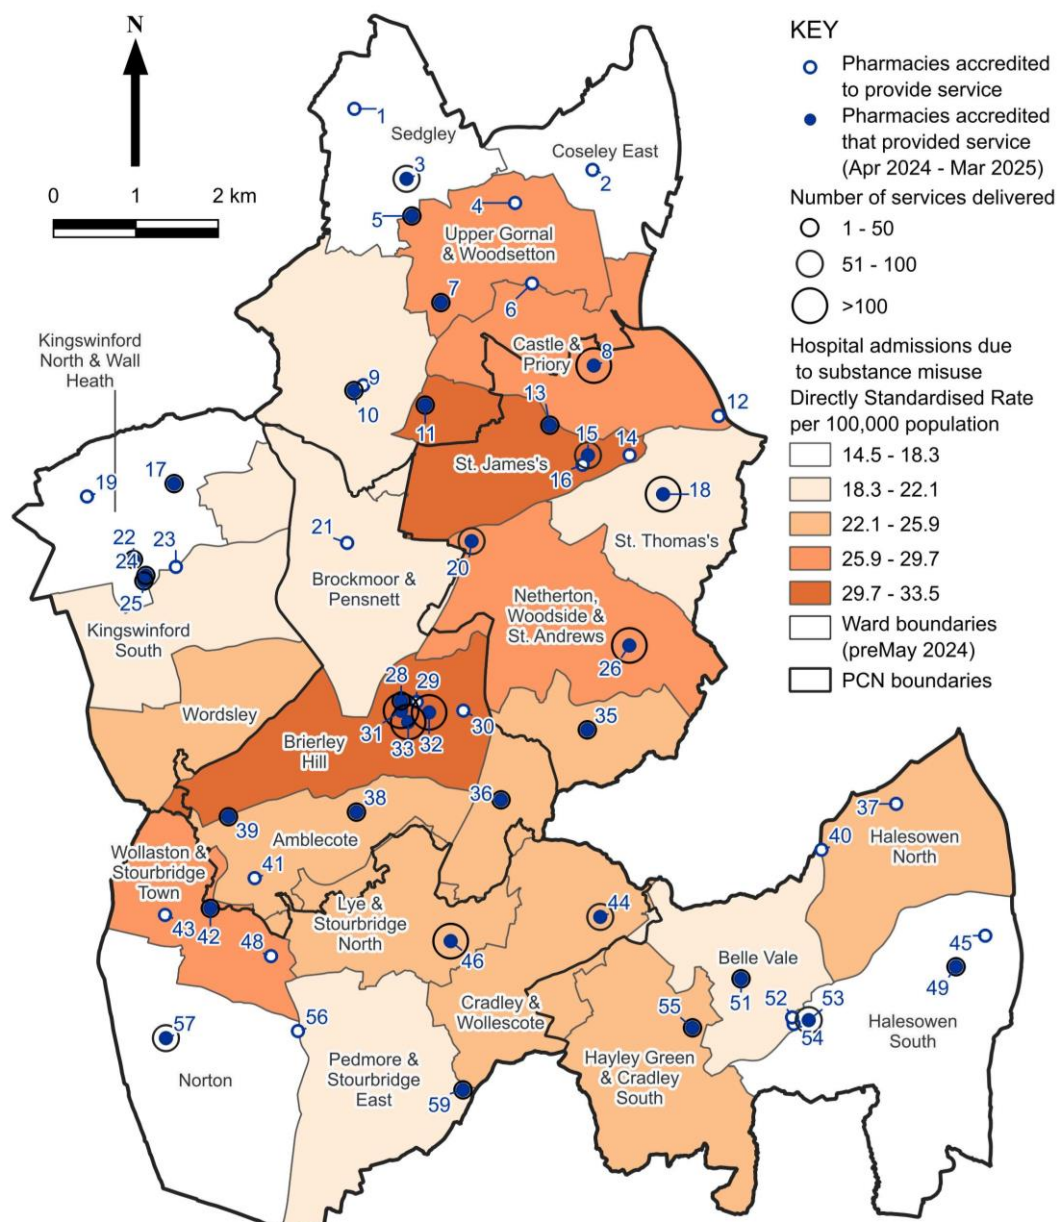 N
0 1 2 km
KEY
Pharmacies accredited
to provide service
Pharmacies accredited
that provided service
(Apr 2024 - Mar 2025)
Number of services delivered
1 - 50
51 - 100
>100
Hospital admissions due
to substance misuse
Directly Standardised Rate
per 100,000 population
14.5 - 18.3
18.3 - 22.1
22.1 - 25.9
25.9 - 29.7
29.7 - 33.5
Ward boundaries
(preMay 2024)
PCN boundaries
1
Sedgley
3
Coseley East
2
5
4
Upper Gornal
& Woodsetton
7
6
Kingswinford
North & Wall
Heath
Castle &
Priory
8
9
10
11
13
12
15
14
St. James's
16
17
19
18
22
23
21
20
St. Thomas's
24
25
Brockmoor &
Pensnett
Netherton,
Woodside &
St. Andrews
Kingswinford
South
26
28
29
30
Wordsley
31
33
32
35
Brierley
Hill
36
38
37
39
Amblecote
40
Halesowen
North
Wollaston &
Stourbridge
Town
41
Lye &
Stourbridge
North
44
43
42
45
48
46
Belle Vale
51
49
52
53
54
57
56
Cradley &
Wollescote
55
Halesowen
South
Norton
Pedmore &
Stourbridge
East
Hayley Green
& Cradley
South
59